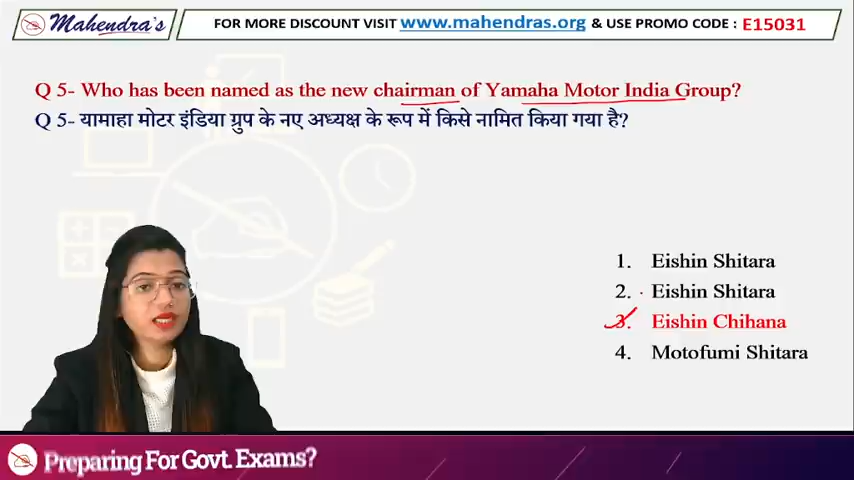 Mahendra's
FOR MORE DISCOUNT VISIT www.mahendras.org & USE PROMO CODE : E15031
Q 5- Who has been named as the new chairman of Yamaha Motor India Group?
Q 5- यामाहा मोटर इंडिया ग्रुप के नए अध्यक्ष के रूप में किसे नामित किया गया है?
1. Eishin Shitara
2. Eishin Shitara
3. Eishin Chihana
4. Motofumi Shitara
Preparing For Govt. Exams?